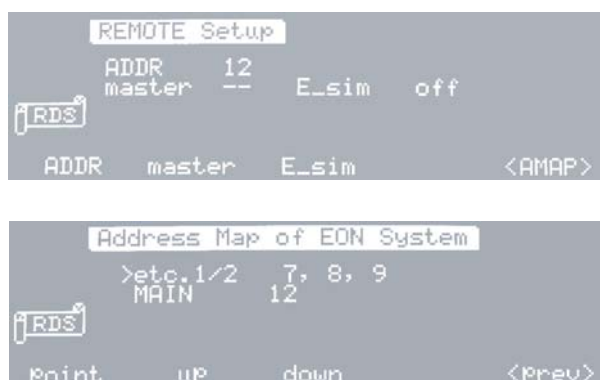 REMOTE Setup
ADDR 12
master -- E_sim off
RDS
ADDR master E_sim <AMAP>
Address Map of EON System
>etc.1/2 7, 8, 9
MAIN 12
RDS
point up down <prev>